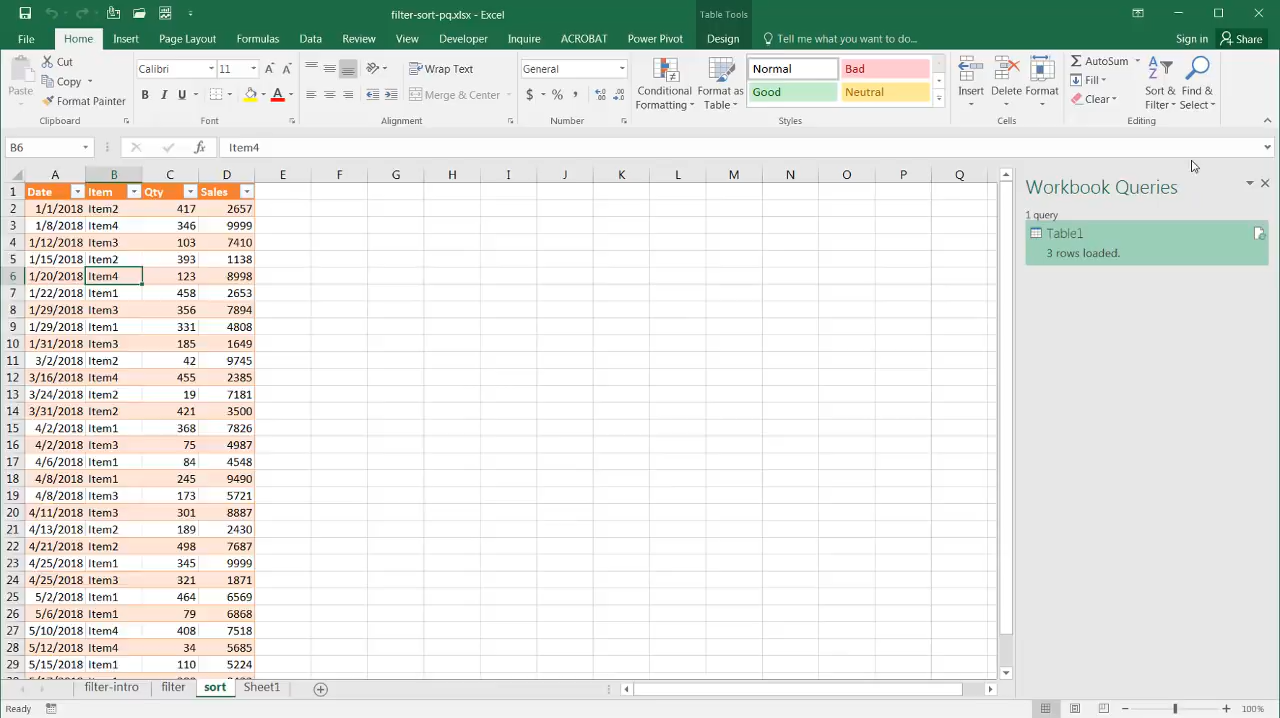 filter-sort-pq.xlsx - Excel
Table Tools
File Home Insert Page Layout Formulas Data Review View Developer Inquire ACROBAT Power Pivot Design Tell me what you want to do... Sign in Share
Paste
Cut
Copy
Format Painter
Clipboard
Calibri 11
B I U
Font
Wrap Text
Merge & Center
Alignment
General
$ % ,
Number
Conditional Formatting
Format as Table
Normal Bad
Good Neutral
Styles
Insert Delete Format
Cells
AutoSum
Fill
Clear
Sort & Filter
Find & Select
Editing
B6 fx Item4
A B C D E F G H I J K L M N O P Q
1 Date Item Qty Sales
2 1/1/2018 Item2 417 2657
3 1/8/2018 Item4 346 9999
4 1/12/2018 Item3 103 7410
5 1/15/2018 Item2 393 1138
6 1/20/2018 Item4 123 8998
7 1/22/2018 Item1 458 2653
8 1/29/2018 Item3 356 7894
9 1/29/2018 Item1 331 4808
10 1/31/2018 Item3 185 1649
11 3/2/2018 Item2 42 9745
12 3/16/2018 Item4 455 2385
13 3/24/2018 Item2 19 7181
14 3/31/2018 Item2 421 3500
15 4/2/2018 Item1 368 7826
16 4/2/2018 Item3 75 4987
17 4/6/2018 Item1 84 4548
18 4/8/2018 Item1 245 9490
19 4/8/2018 Item3 173 5721
20 4/11/2018 Item3 301 8887
21 4/13/2018 Item2 189 2430
22 4/21/2018 Item2 498 7687
23 4/25/2018 Item1 345 9999
24 4/25/2018 Item3 321 1871
25 5/2/2018 Item1 464 6569
26 5/6/2018 Item1 79 6868
27 5/10/2018 Item4 408 7518
28 5/12/2018 Item4 34 5685
29 5/15/2018 Item1 110 5224
Workbook Queries
1 query
Table1
3 rows loaded.
filter-intro filter sort Sheet1
Ready 100%